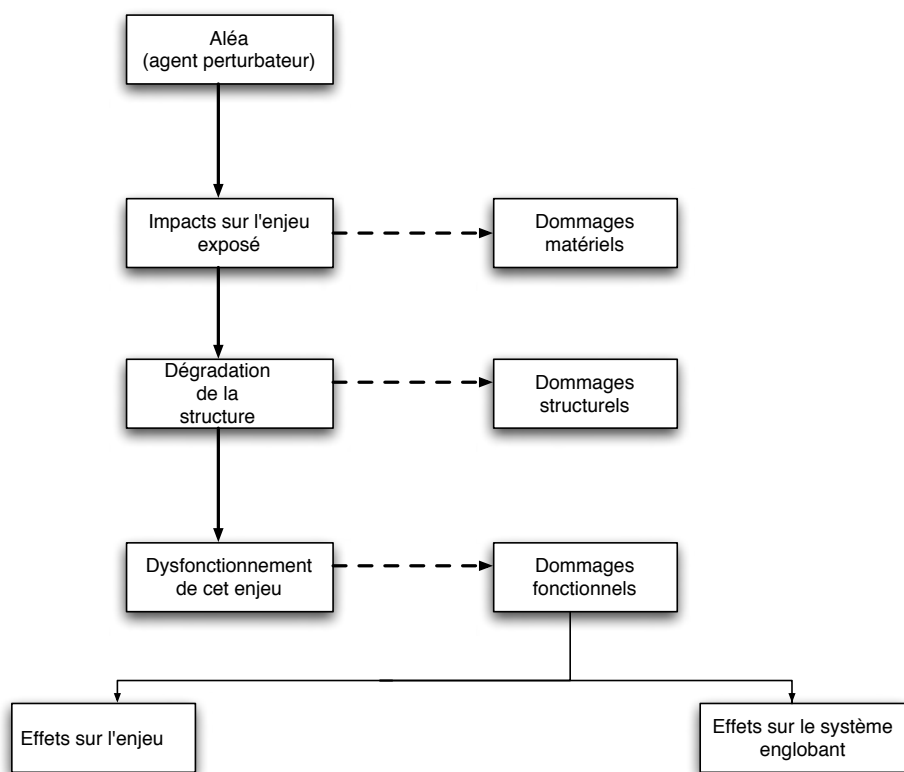 Aléa
(agent perturbateur)
Impacts sur l'enjeu
exposé
Dommages
matériels
Dégradation
de la
structure
Dommages
structurels
Dysfonctionnement
de cet enjeu
Dommages
fonctionnels
Effets sur l'enjeu
Effets sur le système
englobant